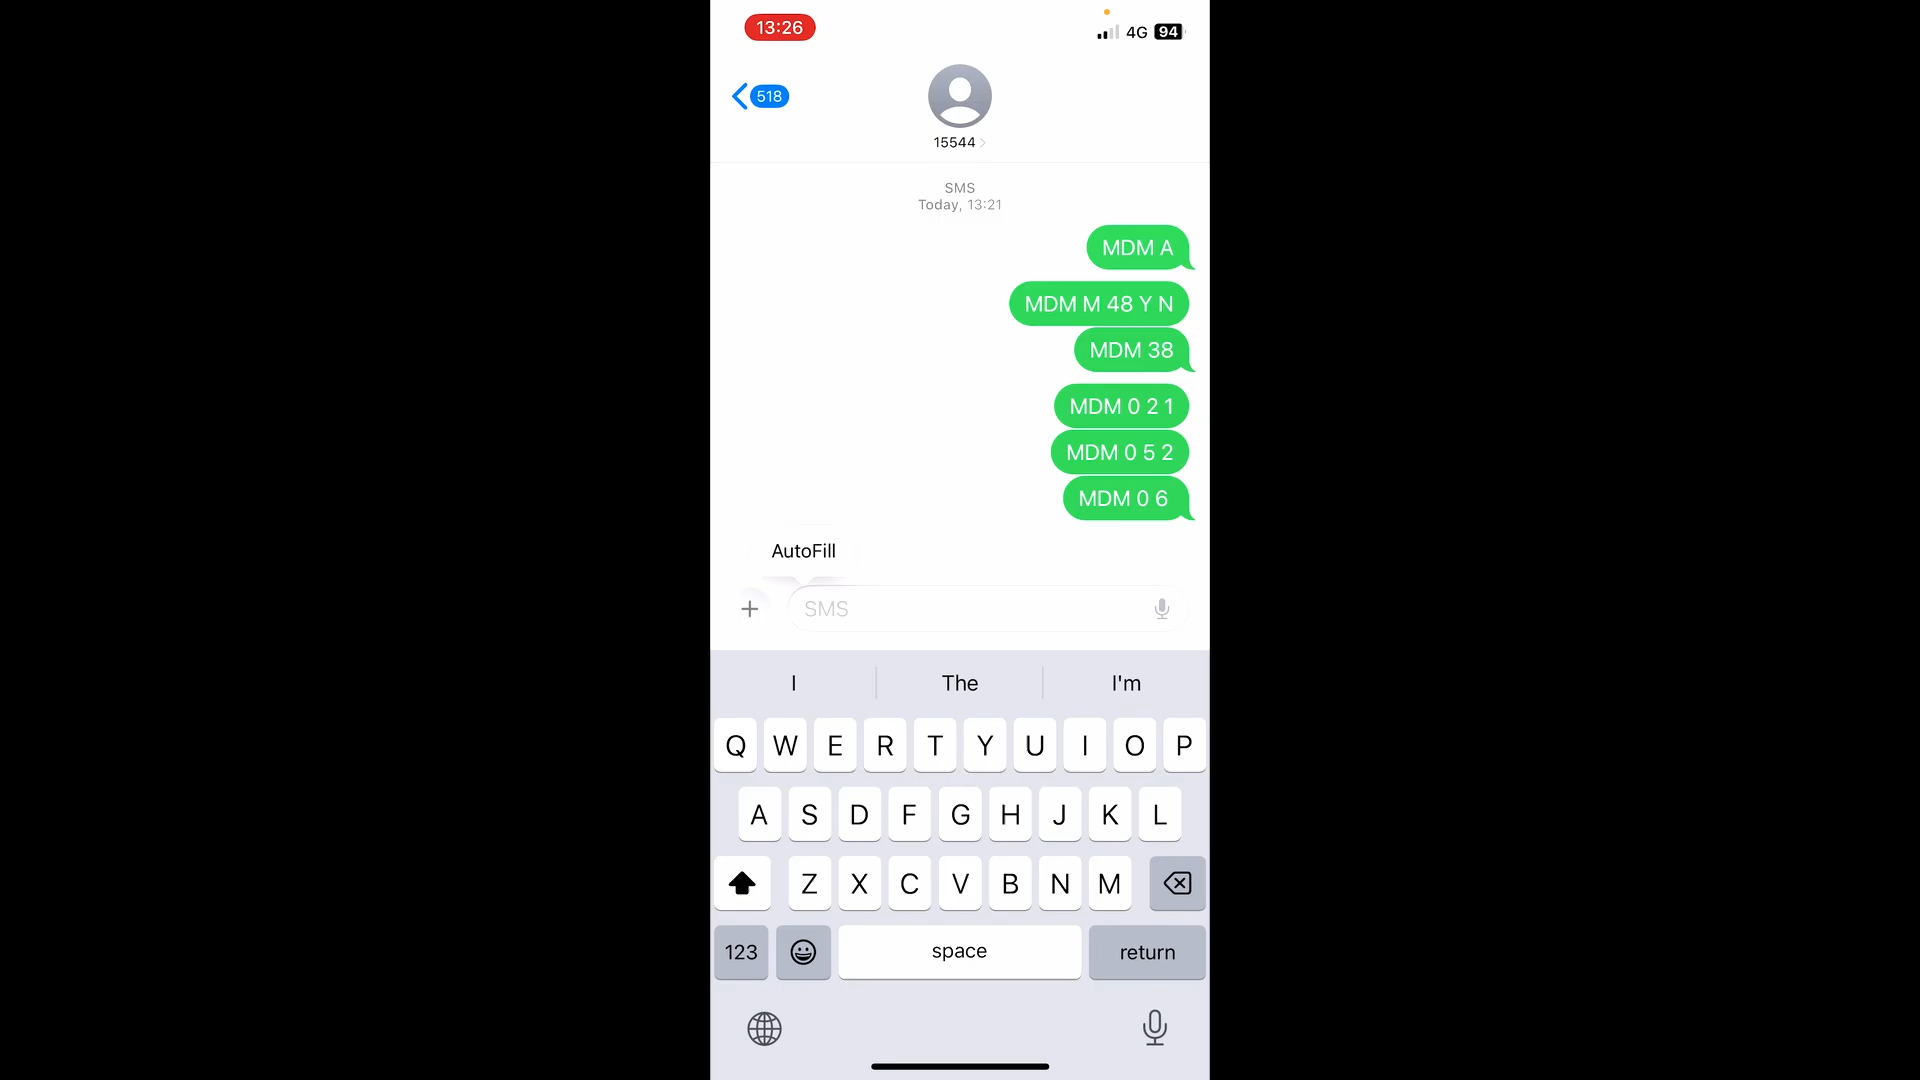 13:26
4G 94
518
15544
SMS
Today, 13:21
MDM A
MDM M 48 Y N
MDM 38
MDM 0 2 1
MDM 0 5 2
MDM 0 6
AutoFill
SMS
I The I'm
Q W E R T Y U I O P
A S D F G H J K L
Z X C V B N M
123 space return